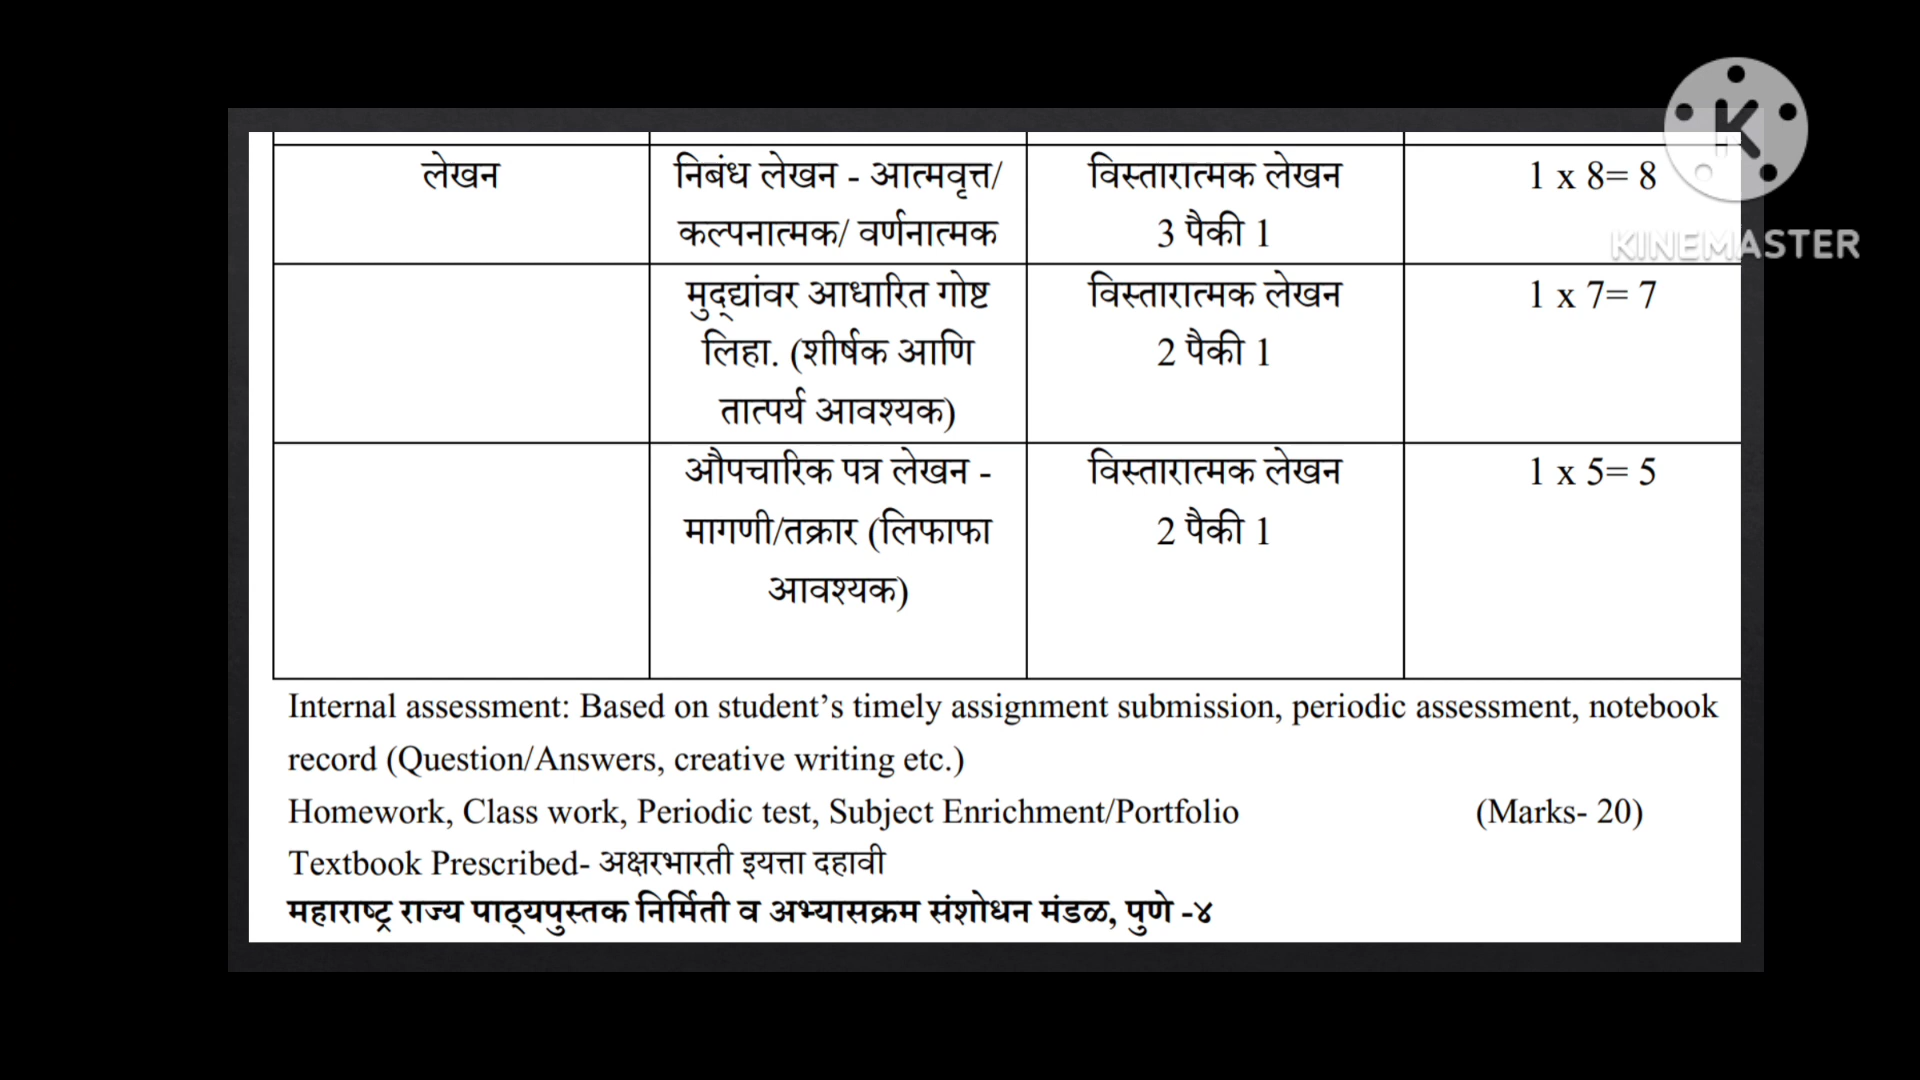 लेखन
निबंध लेखन - आत्मवृत्त/
कल्पनात्मक/ वर्णनात्मक
विस्तारात्मक लेखन
3 पैकी 1
1 x 8= 8
मुद्द्यांवर आधारित गोष्ट
लिहा. (शीर्षक आणि
तात्पर्य आवश्यक)
विस्तारात्मक लेखन
2 पैकी 1
1 x 7= 7
औपचारिक पत्र लेखन -
मागणी/तक्रार (लिफाफा
आवश्यक)
विस्तारात्मक लेखन
2 पैकी 1
1 x 5= 5
Internal assessment: Based on student’s timely assignment submission, periodic assessment, notebook
record (Question/Answers, creative writing etc.)
Homework, Class work, Periodic test, Subject Enrichment/Portfolio (Marks- 20)
Textbook Prescribed- अक्षरभारती इयत्ता दहावी
महाराष्ट्र राज्य पाठ्यपुस्तक निर्मिती व अभ्यासक्रम संशोधन मंडळ, पुणे -४
K
KINEMASTER